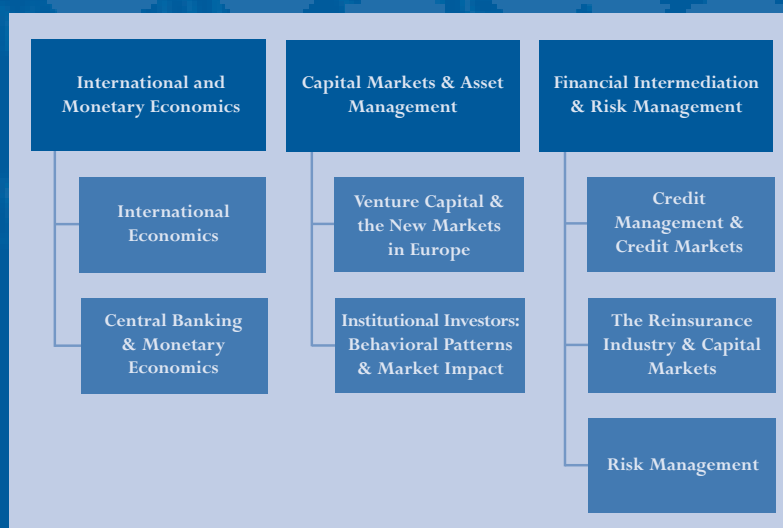 International and
Monetary Economics
International
Economics
Central Banking
& Monetary
Economics
Capital Markets & Asset
Management
Venture Capital &
the New Markets
in Europe
Institutional Investors:
Behavioral Patterns
& Market Impact
Financial Intermediation
& Risk Management
Credit
Management &
Credit Markets
The Reinsurance
Industry & Capital
Markets
Risk Management